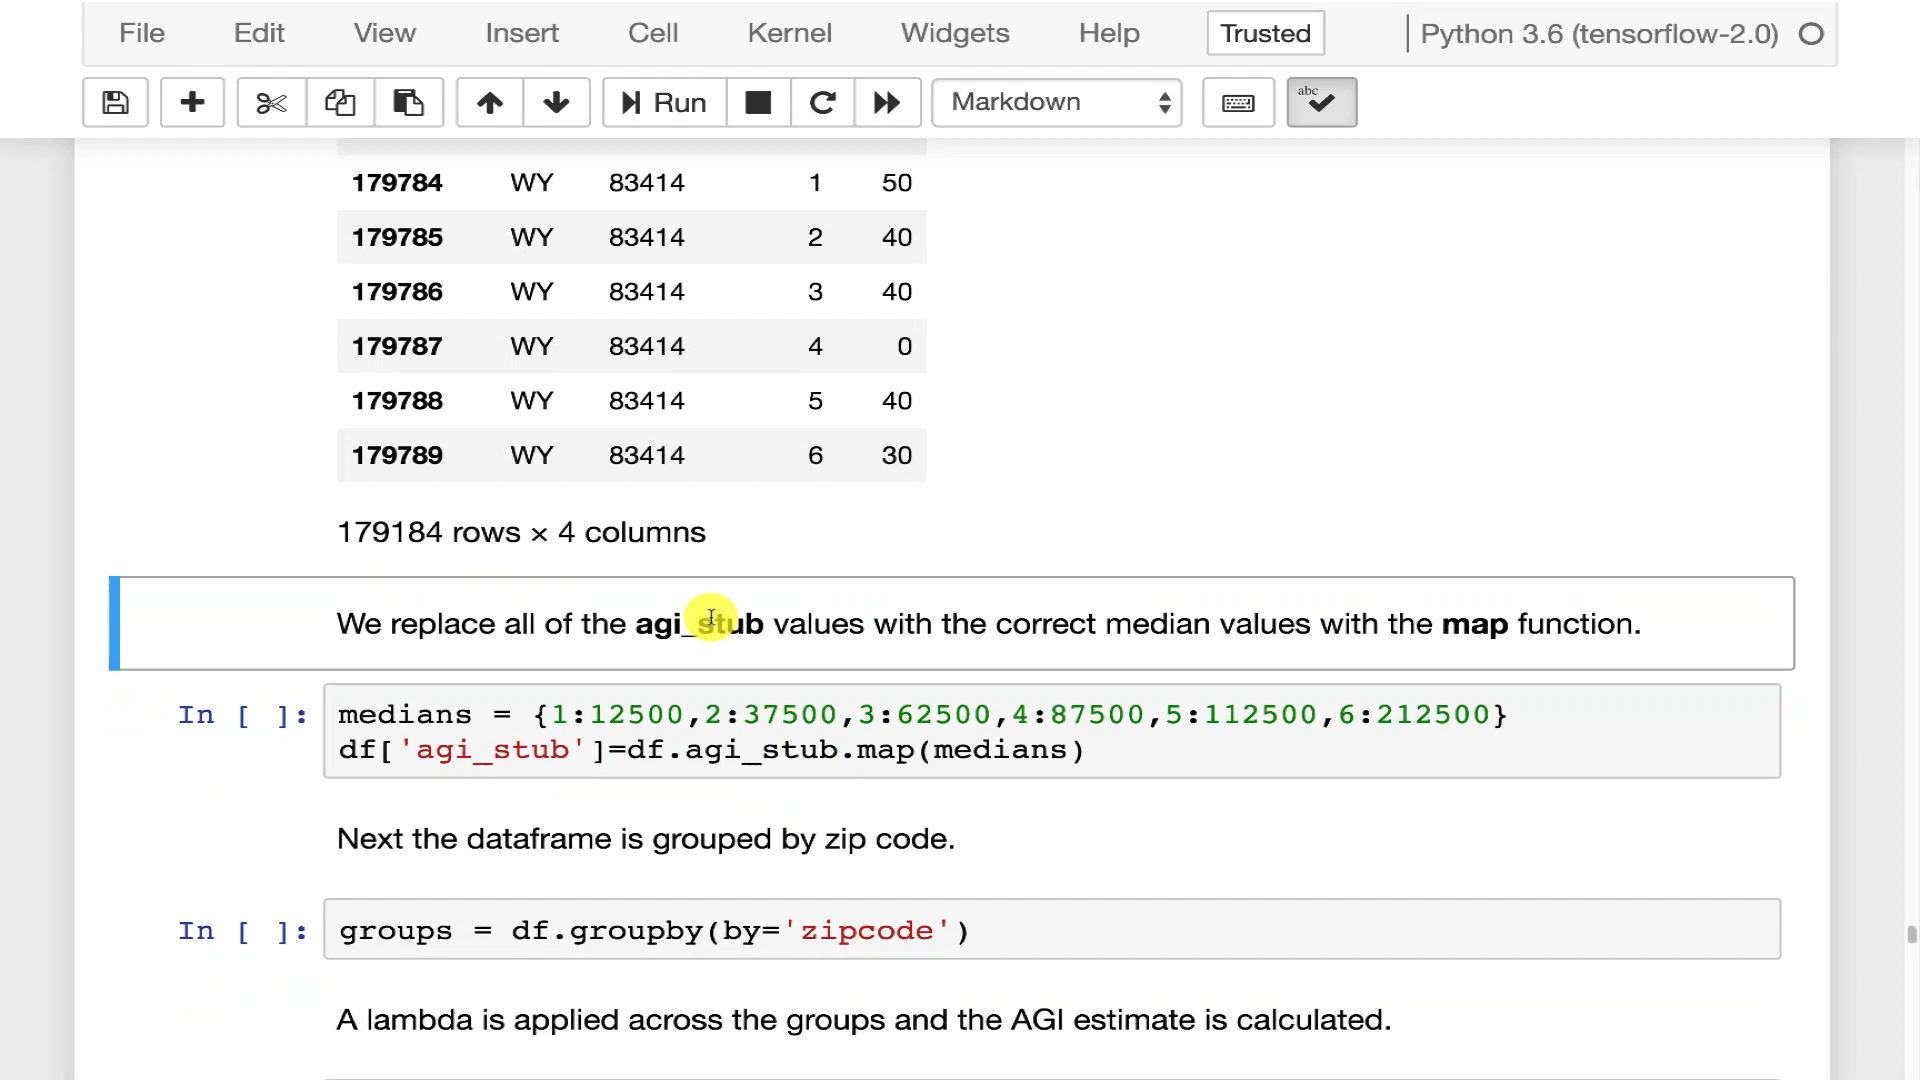 File Edit View Insert Cell Kernel Widgets Help Trusted Python 3.6 (tensorflow-2.0)
Run Markdown abc
179784 WY 83414 1 50
179785 WY 83414 2 40
179786 WY 83414 3 40
179787 WY 83414 4 0
179788 WY 83414 5 40
179789 WY 83414 6 30
179184 rows × 4 columns
We replace all of the agi_stub values with the correct median values with the map function.
In [ ]: medians = {1:12500,2:37500,3:62500,4:87500,5:112500,6:212500}
df['agi_stub']=df.agi_stub.map(medians)
Next the dataframe is grouped by zip code.
In [ ]: groups = df.groupby(by='zipcode')
A lambda is applied across the groups and the AGI estimate is calculated.